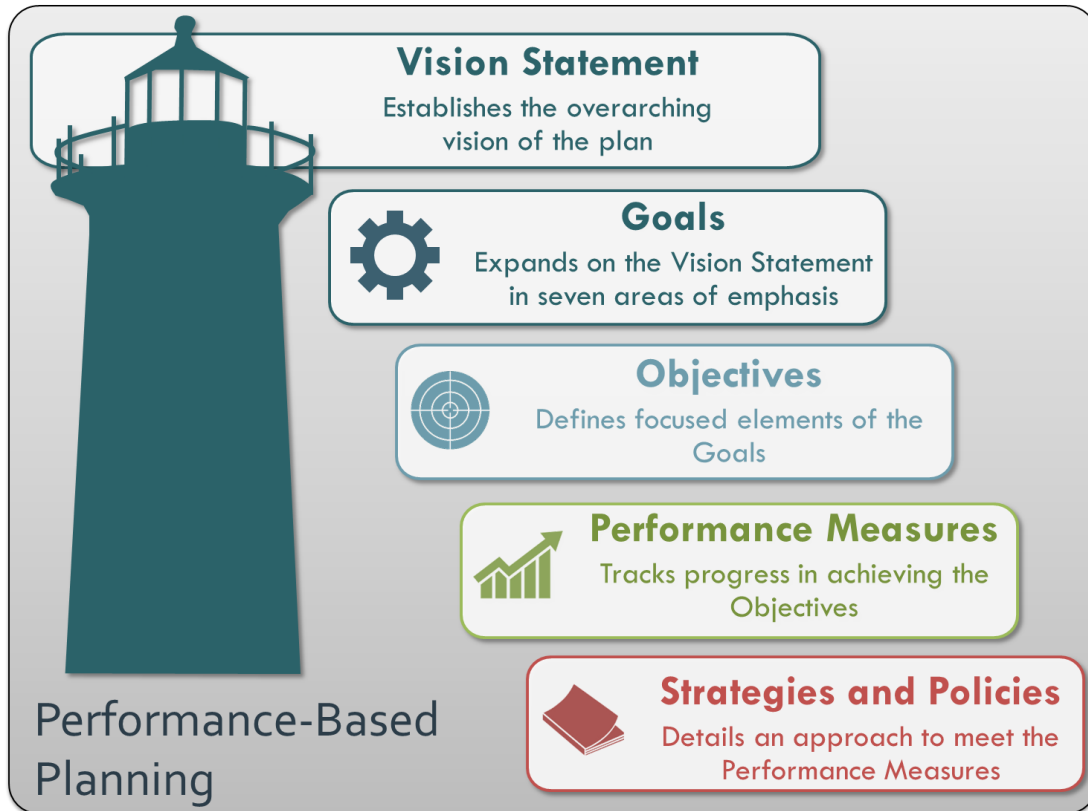 Vision Statement
Establishes the overarching
vision of the plan
Goals
Expands on the Vision Statement
in seven areas of emphasis
Objectives
Defines focused elements of the
Goals
Performance Measures
Tracks progress in achieving the
Objectives
Strategies and Policies
Details an approach to meet the
Performance Measures
Performance-Based
Planning